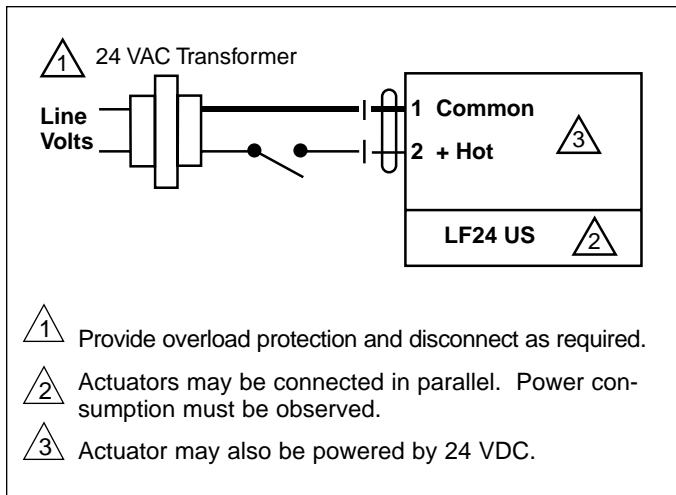 1 24 VAC Transformer
Line
Volts
1 Common
2 + Hot
3
LF24 US 2
1 Provide overload protection and disconnect as required.
2 Actuators may be connected in parallel. Power con-
sumption must be observed.
3 Actuator may also be powered by 24 VDC.